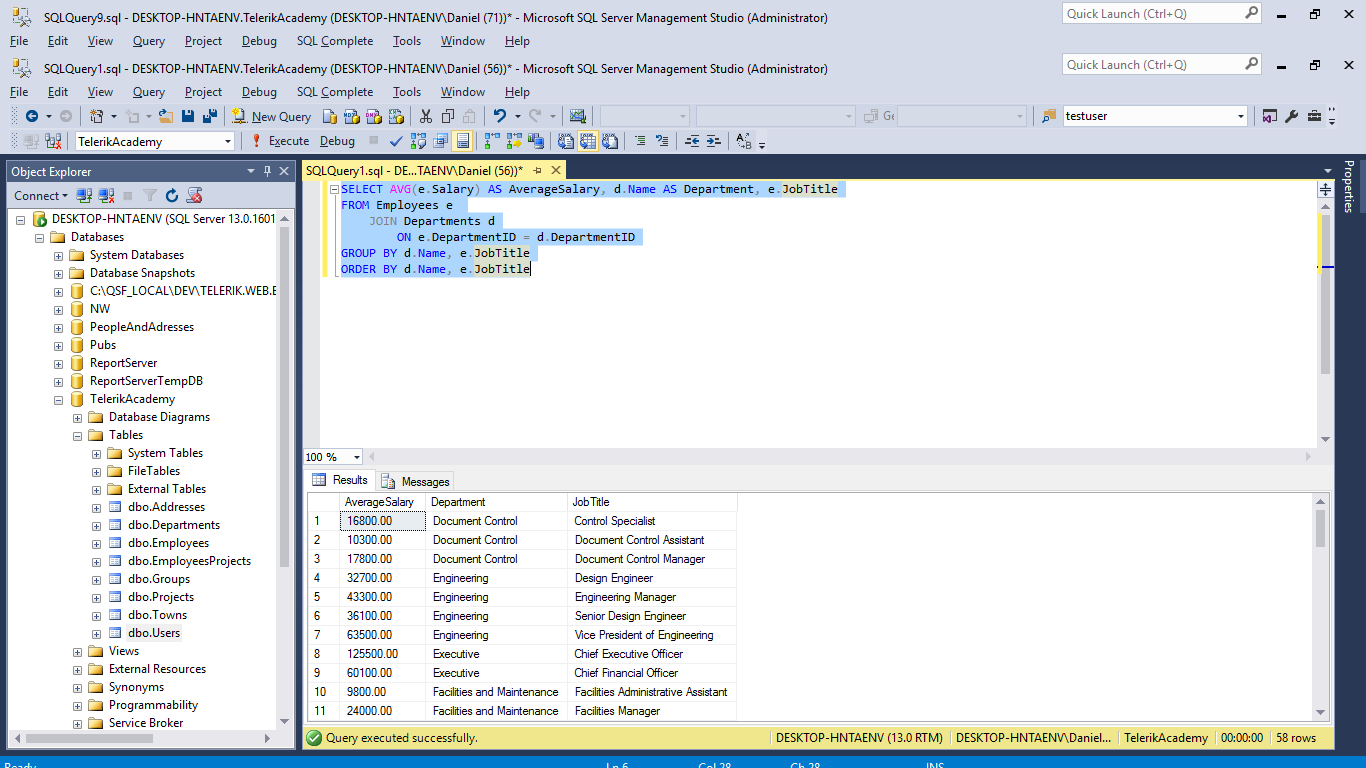 SQLQuery9.sql - DESKTOP-HNTAENV.TelerikAcademy (DESKTOP-HNTAENV\Daniel (71))* - Microsoft SQL Server Management Studio (Administrator)
Quick Launch (Ctrl+Q)
File Edit View Query Project Debug SQL Complete Tools Window Help
SQLQuery1.sql - DESKTOP-HNTAENV.TelerikAcademy (DESKTOP-HNTAENV\Daniel (56))* - Microsoft SQL Server Management Studio (Administrator)
Quick Launch (Ctrl+Q)
File Edit View Query Project Debug SQL Complete Tools Window Help
New Query
testuser
TelerikAcademy
Execute Debug
Object Explorer
Connect
DESKTOP-HNTAENV (SQL Server 13.0.1601
Databases
System Databases
Database Snapshots
C:\QSF_LOCAL\DEV\TELERIK.WEB.E
NW
PeopleAndAdresses
Pubs
ReportServer
ReportServerTempDB
TelerikAcademy
Database Diagrams
Tables
System Tables
FileTables
External Tables
dbo.Addresses
dbo.Departments
dbo.Employees
dbo.EmployeesProjects
dbo.Groups
dbo.Projects
dbo.Towns
dbo.Users
Views
External Resources
Synonyms
Programmability
Service Broker
SQLQuery1.sql - DE...TAENV\Daniel (56))*
SELECT AVG(e.Salary) AS AverageSalary, d.Name AS Department, e.JobTitle
FROM Employees e
JOIN Departments d
ON e.DepartmentID = d.DepartmentID
GROUP BY d.Name, e.JobTitle
ORDER BY d.Name, e.JobTitle
Properties
100 %
Results Messages
AverageSalary Department JobTitle
1 16800.00 Document Control Control Specialist
2 10300.00 Document Control Document Control Assistant
3 17800.00 Document Control Document Control Manager
4 32700.00 Engineering Design Engineer
5 43300.00 Engineering Engineering Manager
6 36100.00 Engineering Senior Design Engineer
7 63500.00 Engineering Vice President of Engineering
8 125500.00 Executive Chief Executive Officer
9 60100.00 Executive Chief Financial Officer
10 9800.00 Facilities and Maintenance Facilities Administrative Assistant
11 24000.00 Facilities and Maintenance Facilities Manager
Query executed successfully.
DESKTOP-HNTAENV (13.0 RTM) DESKTOP-HNTAENV\Daniel... TelerikAcademy 00:00:00 58 rows
Ready Ln 6 Col 28 Ch 28 INS